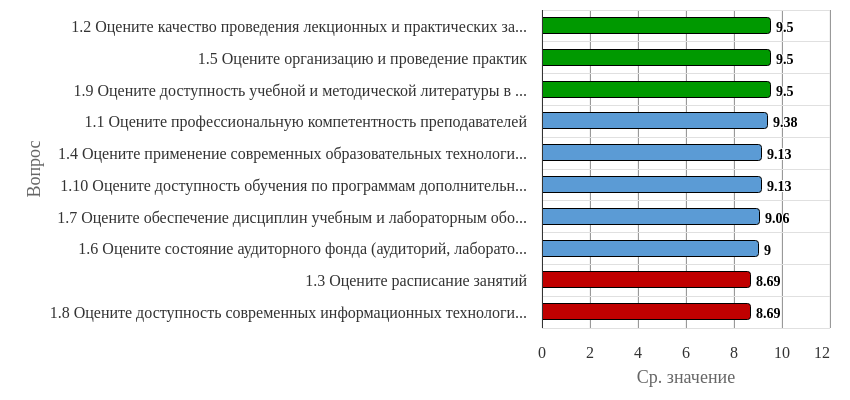 1.2 Оцените качество проведения лекционных и практических за... 9.5
1.5 Оцените организацию и проведение практик 9.5
1.9 Оцените доступность учебной и методической литературы в ... 9.5
1.1 Оцените профессиональную компетентность преподавателей 9.38
1.4 Оцените применение современных образовательных технологи... 9.13
1.10 Оцените доступность обучения по программам дополнительн... 9.13
1.7 Оцените обеспечение дисциплин учебным и лабораторным обо... 9.06
1.6 Оцените состояние аудиторного фонда (аудиторий, лаборато... 9
1.3 Оцените расписание занятий 8.69
1.8 Оцените доступность современных информационных технологи... 8.69
Вопрос
0 2 4 6 8 10 12
Ср. значение